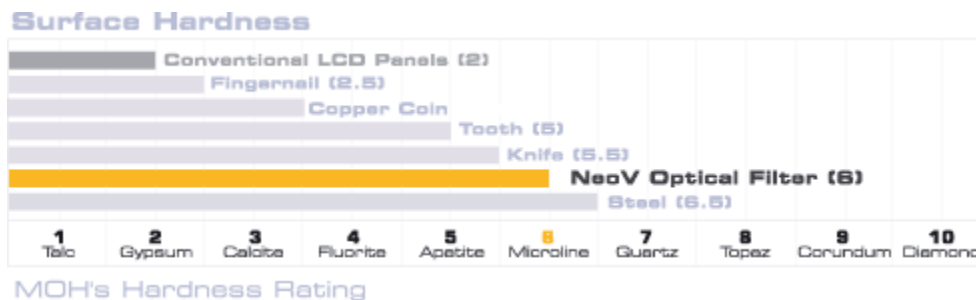 Surface Hardness
Conventional LCD Panels (2)
Fingernail (2.5)
Copper Coin
Tooth (5)
Knife (5.5)
NeoV Optical Filter (6)
Steel (6.5)
1 2 3 4 5 6 7 8 9 10
Talc Gypsum Calcite Fluorite Apatite Microline Quartz Topaz Corundum Diamond
MOH's Hardness Rating